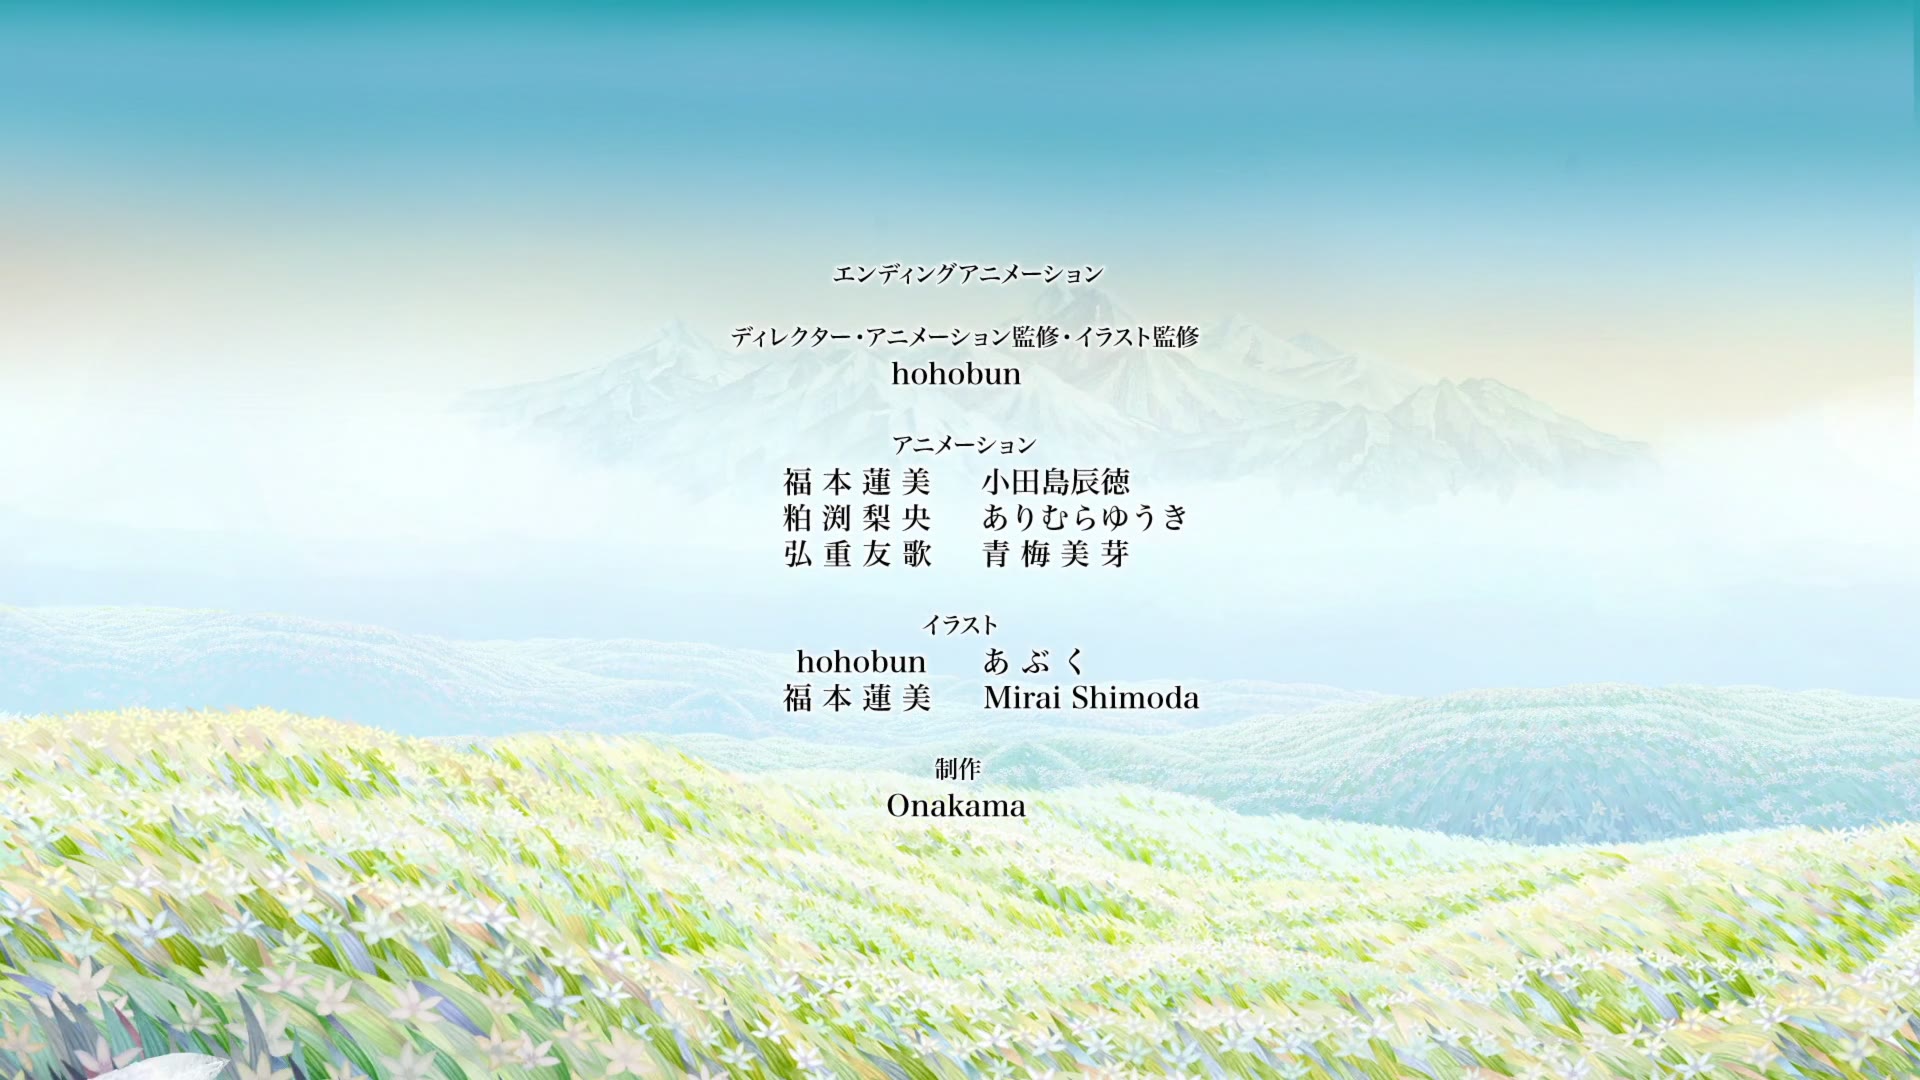 エンディングアニメーション
ディレクター・アニメーション監修・イラスト監修
hohobun
アニメーション
福本蓮美　小田島辰徳
粕渕梨央　ありむらゆうき
弘重友歌　青梅美芽
イラスト
hohobun　あぶく
福本蓮美　Mirai Shimoda
制作
Onakama